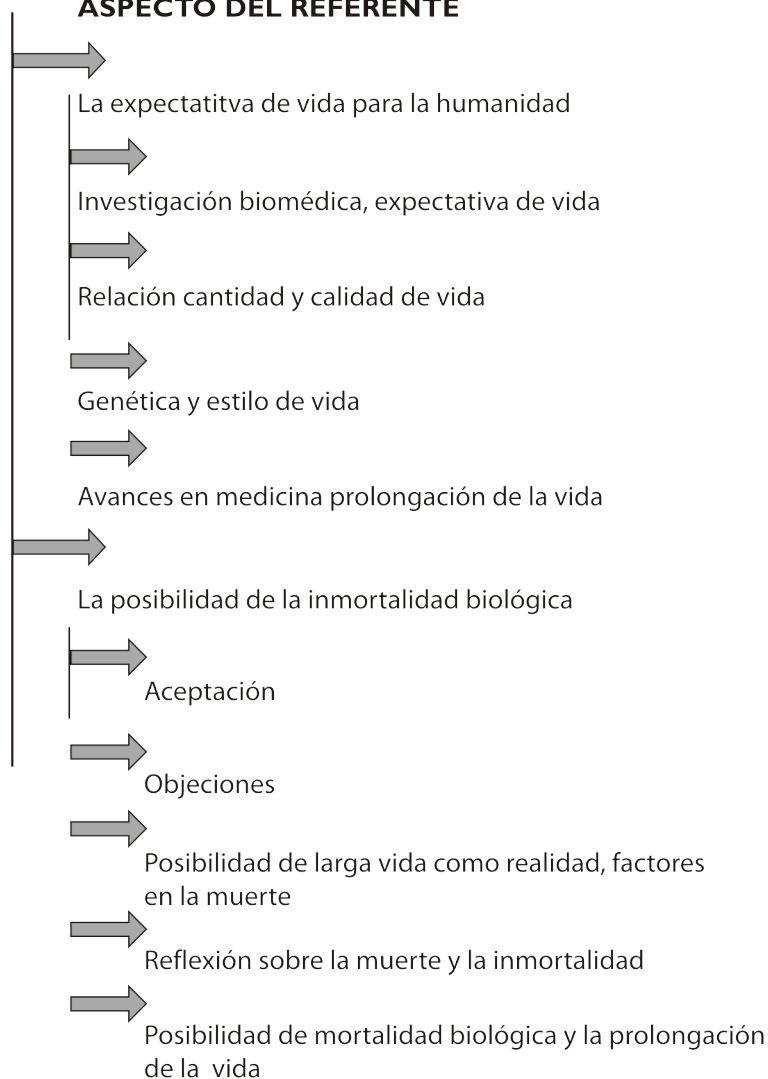 ASPECTO DEL REFERENTE
La expectatitva de vida para la humanidad
Investigación biomédica, expectativa de vida
Relación cantidad y calidad de vida
Genética y estilo de vida
Avances en medicina prolongación de la vida
La posibilidad de la inmortalidad biológica
Aceptación
Objeciones
Posibilidad de larga vida como realidad, factores
en la muerte
Reflexión sobre la muerte y la inmortalidad
Posibilidad de mortalidad biológica y la prolongación
de la vida